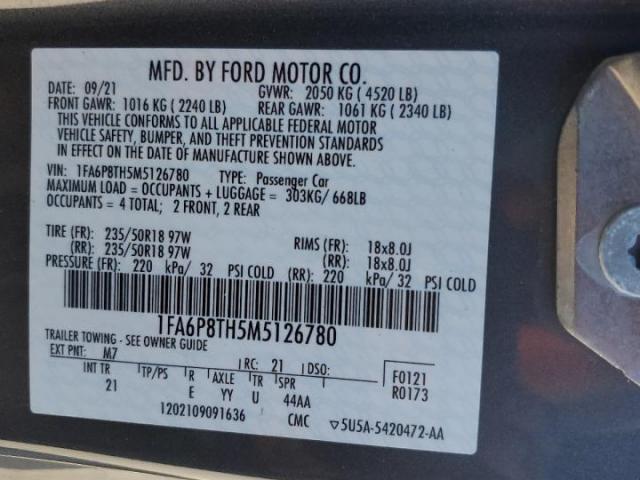 MFD. BY FORD MOTOR CO.
DATE: 09/21 GVWR: 2050 KG ( 4520 LB)
FRONT GAWR: 1016 KG ( 2240 LB) REAR GAWR: 1061 KG ( 2340 LB)
THIS VEHICLE CONFORMS TO ALL APPLICABLE FEDERAL MOTOR
VEHICLE SAFETY, BUMPER, AND THEFT PREVENTION STANDARDS
IN EFFECT ON THE DATE OF MANUFACTURE SHOWN ABOVE.
VIN: 1FA6P8TH5M5126780 TYPE: Passenger Car
MAXIMUM LOAD = OCCUPANTS + LUGGAGE = 303KG/ 668LB
OCCUPANTS = 4 TOTAL; 2 FRONT, 2 REAR
TIRE (FR): 235/50R18 97W RIMS (FR): 18x8.0J
(RR): 235/50R18 97W (RR): 18x8.0J
PRESSURE (FR): 220 kPa/ 32 PSI COLD (RR): 220 kPa/ 32 PSI COLD
1FA6P8TH5M5126780
TRAILER TOWING - SEE OWNER GUIDE
EXT PNT: M7 RC: 21 DSO: F0121
INT TR TP/PS R AXLE TR SPR R0173
21 E YY U 44AA
1202109091636 CMC ▽5U5A-5420472-AA